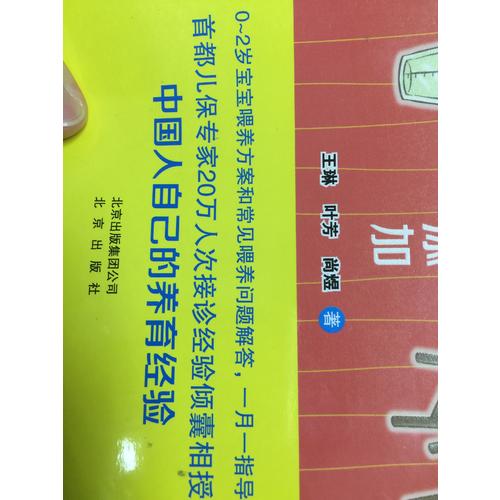 加
王琳 叶芳 尚煜 著
0~2岁宝宝喂养方案和常见喂养问题解答，一月一指导
首都儿保专家20万人次接诊经验倾囊相授
中国人自己的养育经验
北京出版集团公司
北京出版社